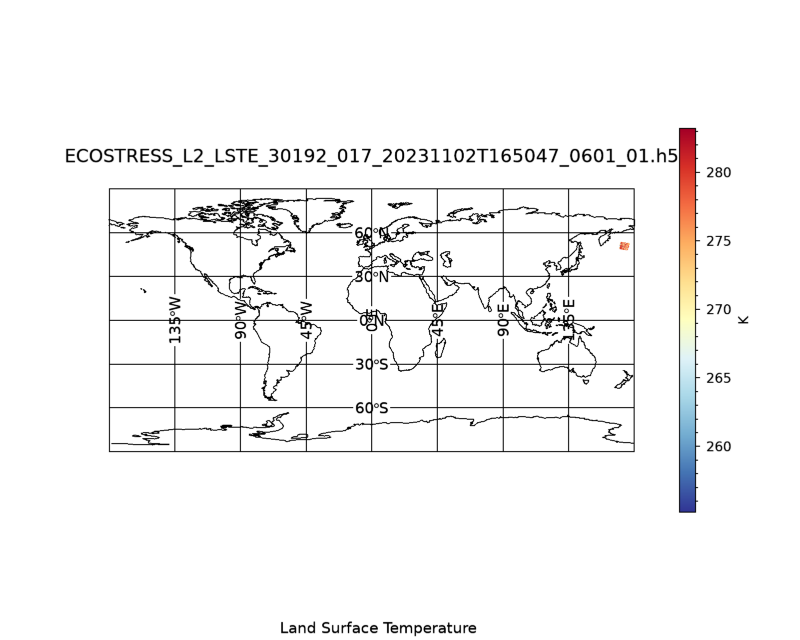 ECOSTRESS_L2_LSTE_30192_017_20231102T165047_0601_01.h5
280
60°N
275
30°N
135°W
90°W
45°W
0°E
45°E
90°E
135°E
0°N
270
K
265
30°S
60°S
260
Land Surface Temperature